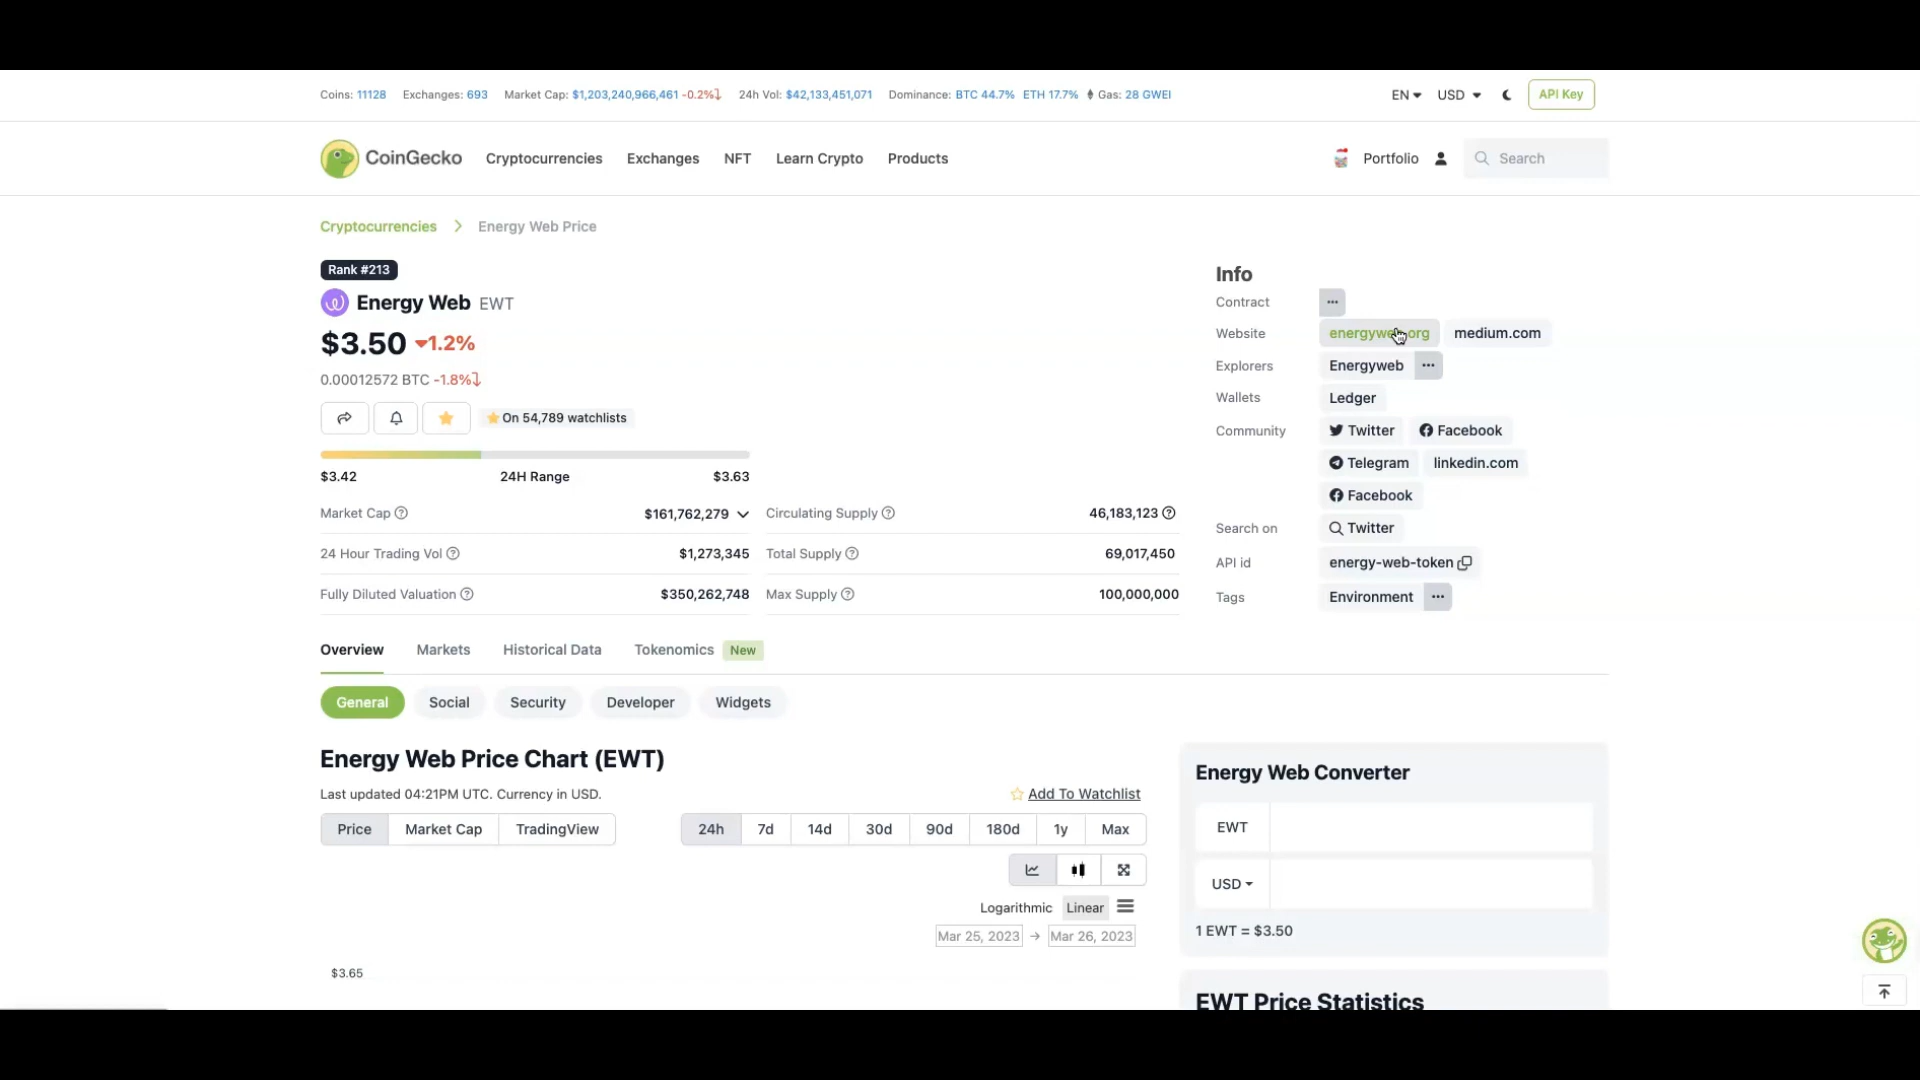 Coins: 11128 Exchanges: 693 Market Cap: $1,203,240,966,461 -0.2% 24h Vol: $42,133,451,071 Dominance: BTC 44.7% ETH 17.7% Gas: 28 GWEI EN USD API Key
CoinGecko Cryptocurrencies Exchanges NFT Learn Crypto Products Portfolio Search
Cryptocurrencies > Energy Web Price
Rank #213
Energy Web EWT
$3.50 1.2%
0.00012572 BTC -1.8%
On 54,789 watchlists
$3.42 24H Range $3.63
Market Cap $161,762,279 Circulating Supply 46,183,123
24 Hour Trading Vol $1,273,345 Total Supply 69,017,450
Fully Diluted Valuation $350,262,748 Max Supply 100,000,000
Info
Contract ...
Website energyweb.org medium.com
Explorers Energyweb ...
Wallets Ledger
Community Twitter Facebook
Telegram linkedin.com
Facebook
Search on Twitter
API id energy-web-token
Tags Environment ...
Overview Markets Historical Data Tokenomics New
General Social Security Developer Widgets
Energy Web Price Chart (EWT)
Last updated 04:21PM UTC. Currency in USD. Add To Watchlist
Price Market Cap TradingView 24h 7d 14d 30d 90d 180d 1y Max
Logarithmic Linear
Mar 25, 2023 → Mar 26, 2023
$3.65
Energy Web Converter
EWT
USD
1 EWT = $3.50
EWT Price Statistics